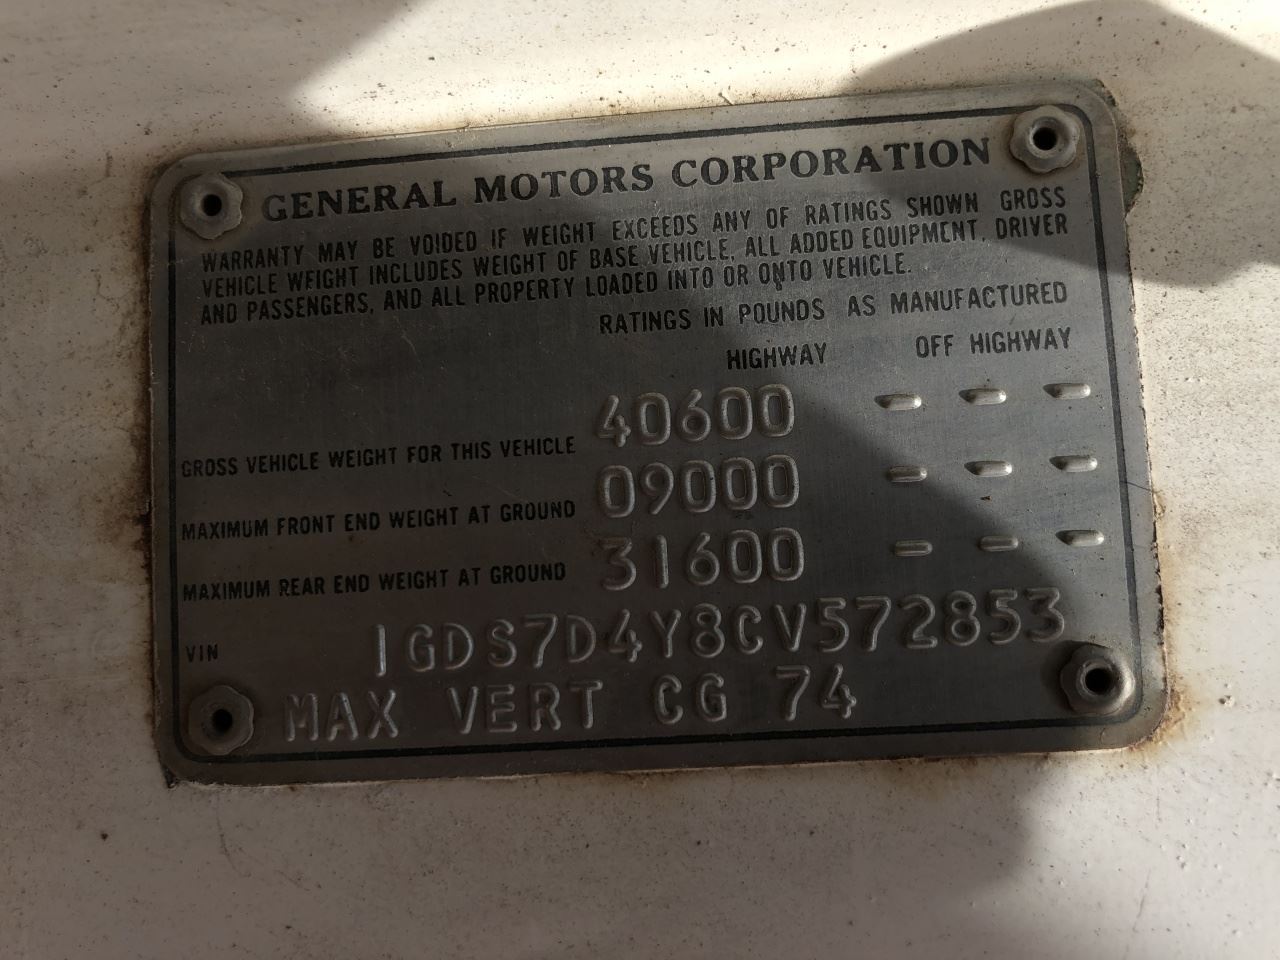 GENERAL MOTORS CORPORATION
WARRANTY MAY BE VOIDED IF WEIGHT EXCEEDS ANY OF RATINGS SHOWN GROSS
VEHICLE WEIGHT INCLUDES WEIGHT OF BASE VEHICLE, ALL ADDED EQUIPMENT, DRIVER
AND PASSENGERS, AND ALL PROPERTY LOADED INTO OR ONTO VEHICLE.
RATINGS IN POUNDS AS MANUFACTURED
HIGHWAY OFF HIGHWAY
GROSS VEHICLE WEIGHT FOR THIS VEHICLE 40600 - - -
MAXIMUM FRONT END WEIGHT AT GROUND 09000 - - -
MAXIMUM REAR END WEIGHT AT GROUND 31600 - - -
VIN 1GDS7D4Y8CV572853
MAX VERT CG 74